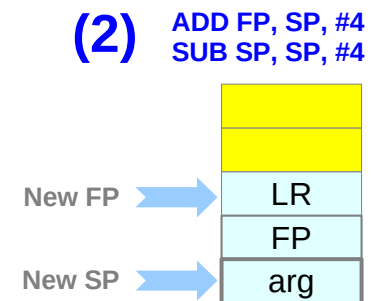 (2)
ADD FP, SP, #4
SUB SP, SP, #4
New FP
LR
FP
New SP
arg